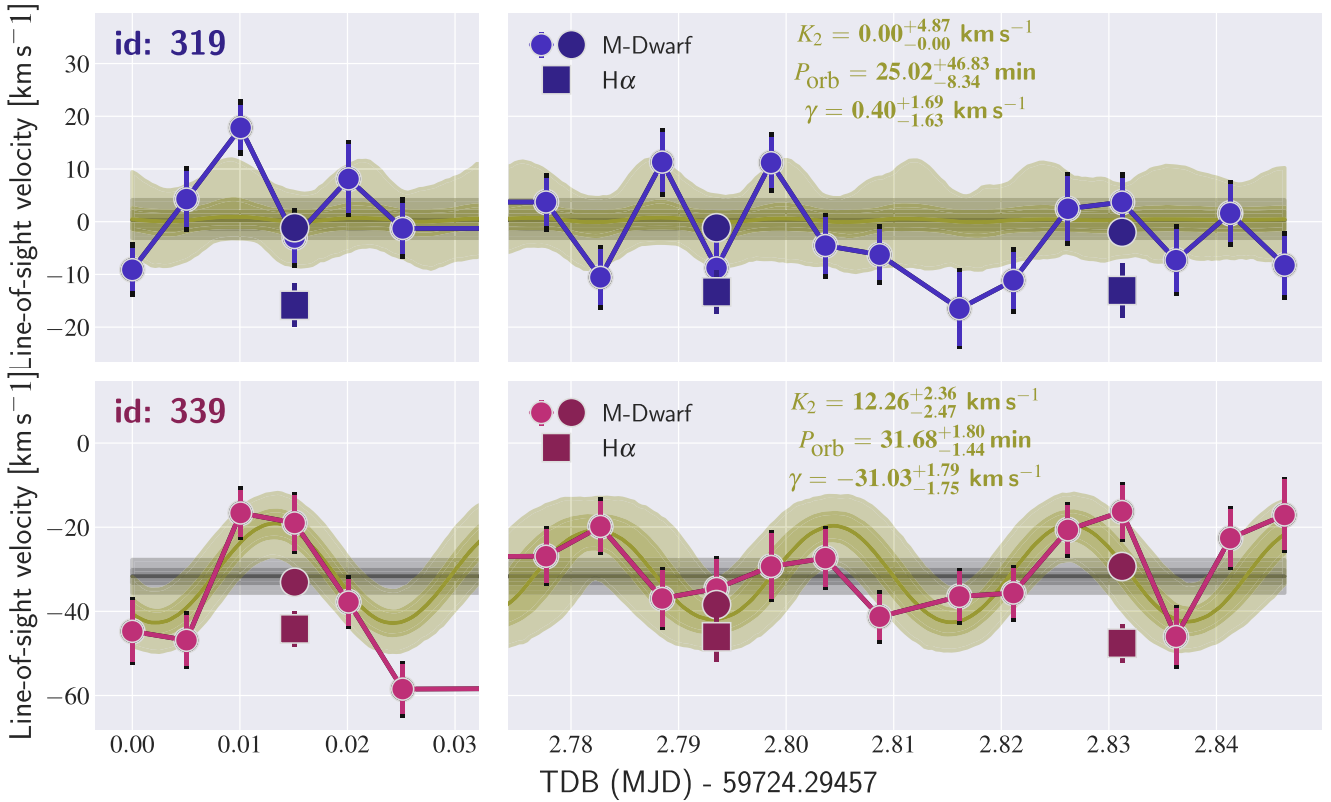 Line-of-sight velocity [km s−1]
30
20
10
0
−10
−20
id: 319
M-Dwarf
Hα
K₂ = 0.00⁺⁴·⁸⁷₋₀.₀₀ km s⁻¹
P_orb = 25.02⁺⁴⁶·⁸³₋₈.₃₄ min
γ = 0.40⁺¹·⁶⁹₋₁.₆₃ km s⁻¹
Line-of-sight velocity [km s−1]
0
−20
−40
−60
id: 339
M-Dwarf
Hα
K₂ = 12.26⁺²·³⁶₋₂.₄₇ km s⁻¹
P_orb = 31.68⁺¹·⁸⁰₋₁.₄₄ min
γ = −31.03⁺¹·⁷⁹₋₁.₇₅ km s⁻¹
0.00 0.01 0.02 0.03 2.78 2.79 2.80 2.81 2.82 2.83 2.84
TDB (MJD) - 59724.29457